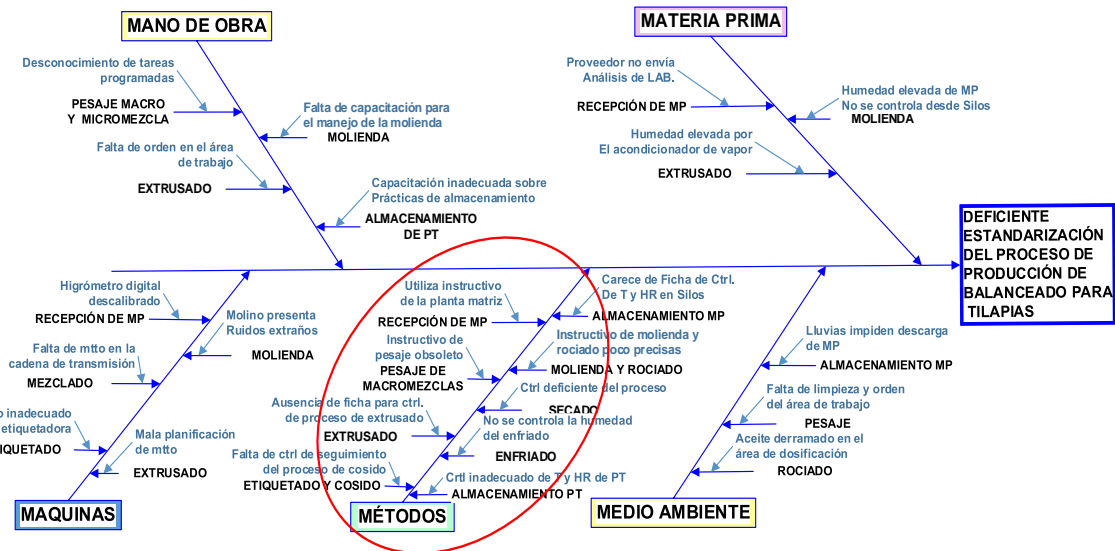 MANO DE OBRA
MATERIA PRIMA
Desconocimiento de tareas
programadas
PESAJE MACRO
Y MICROMEZCLA
Falta de capacitación para
el manejo de la molienda
MOLIENDA
Falta de orden en el área
de trabajo
EXTRUSADO
Capacitación inadecuada sobre
Prácticas de almacenamiento
ALMACENAMIENTO
DE PT
Proveedor no envía
Análisis de LAB.
RECEPCIÓN DE MP
Humedad elevada de MP
No se controla desde Silos
MOLIENDA
Humedad elevada por
El acondicionador de vapor
EXTRUSADO
DEFICIENTE
ESTANDARIZACIÓN
DEL PROCESO DE
PRODUCCIÓN DE
BALANCEADO PARA
TILAPIAS
Higrómetro digital
descalibrado
RECEPCIÓN DE MP
Molino presenta
Ruidos extraños
MOLIENDA
Falta de mtto en la
cadena de transmisión
MEZCLADO
o inadecuado
etiquetadora
IQUETADO
Mala planificación
de mtto
EXTRUSADO
MAQUINAS
Utiliza instructivo
de la planta matriz
RECEPCIÓN DE MP
Carece de Ficha de Ctrl.
De T y HR en Silos
ALMACENAMIENTO MP
Instructivo de
pesaje obsoleto
PESAJE DE
MACROMEZCLAS
Instructivo de molienda y
rociado poco precisas
MOLIENDA Y ROCIADO
Ctrl deficiente del proceso
SECADO
Ausencia de ficha para ctrl.
de proceso de extrusado
EXTRUSADO
No se controla la humedad
del enfriado
ENFRIADO
Falta de ctrl de seguimiento
del proceso de cosido
ETIQUETADO Y COSIDO
Crtl inadecuado de T y HR de PT
ALMACENAMIENTO PT
MÉTODOS
Lluvias impiden descarga
de MP
ALMACENAMIENTO MP
Falta de limpieza y orden
del área de trabajo
PESAJE
Aceite derramado en el
área de dosificación
ROCIADO
MEDIO AMBIENTE